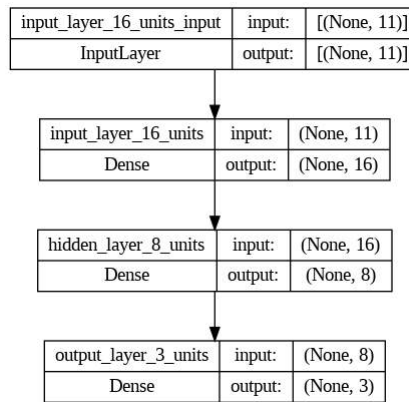 input_layer_16_units_input input: [(None, 11)]
InputLayer output: [(None, 11)]
input_layer_16_units input: (None, 11)
Dense output: (None, 16)
hidden_layer_8_units input: (None, 16)
Dense output: (None, 8)
output_layer_3_units input: (None, 8)
Dense output: (None, 3)